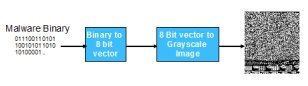 Malware Binary
011100110101
100101011010
10100001..
Binary to
8 bit
vector
8 Bit vector to
Grayscale
Image